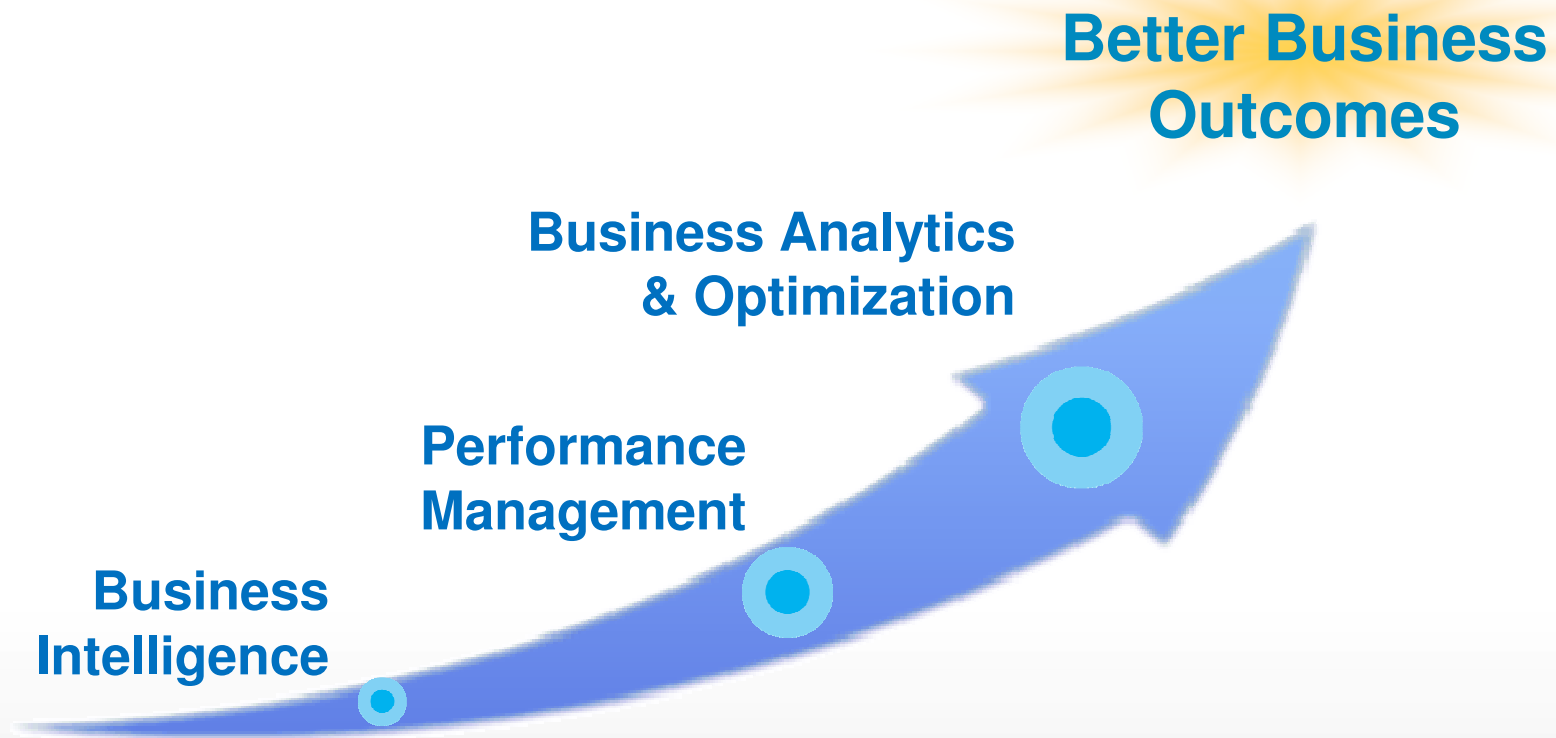 Better Business
Outcomes
Business Analytics
& Optimization
Performance
Management
Business
Intelligence